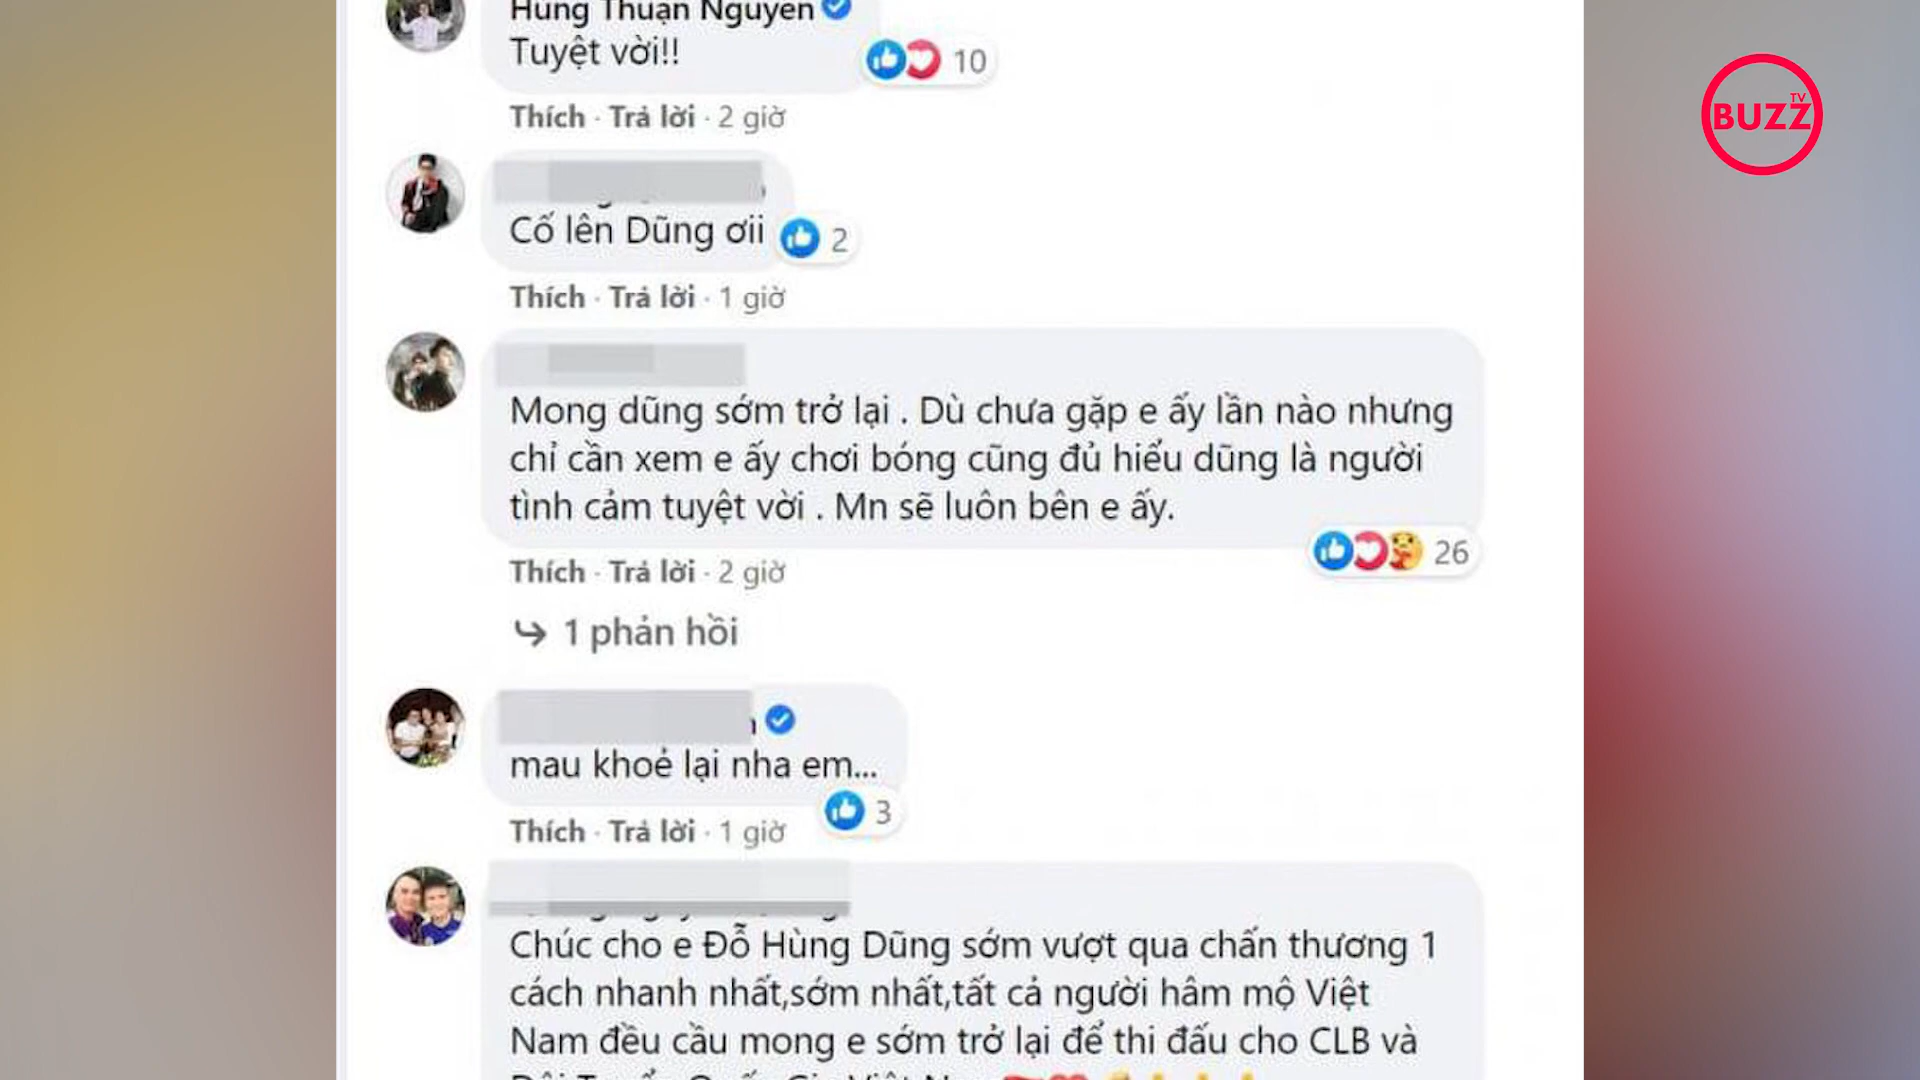 Hùng Thuận Nguyễn
Tuyệt vời!!
10
Thích · Trả lời · 2 giờ
Cố lên Dũng ơii
2
Thích · Trả lời · 1 giờ
Mong dũng sớm trở lại . Dù chưa gặp e ấy lần nào nhưng
chỉ cần xem e ấy chơi bóng cũng đủ hiểu dũng là người
tình cảm tuyệt vời . Mn sẽ luôn bên e ấy.
26
Thích · Trả lời · 2 giờ
1 phản hồi
mau khoẻ lại nha em...
3
Thích · Trả lời · 1 giờ
Chúc cho e Đỗ Hùng Dũng sớm vượt qua chấn thương 1
cách nhanh nhất,sớm nhất,tất cả người hâm mộ Việt
Nam đều cầu mong e sớm trở lại để thi đấu cho CLB và
BUZZ TV